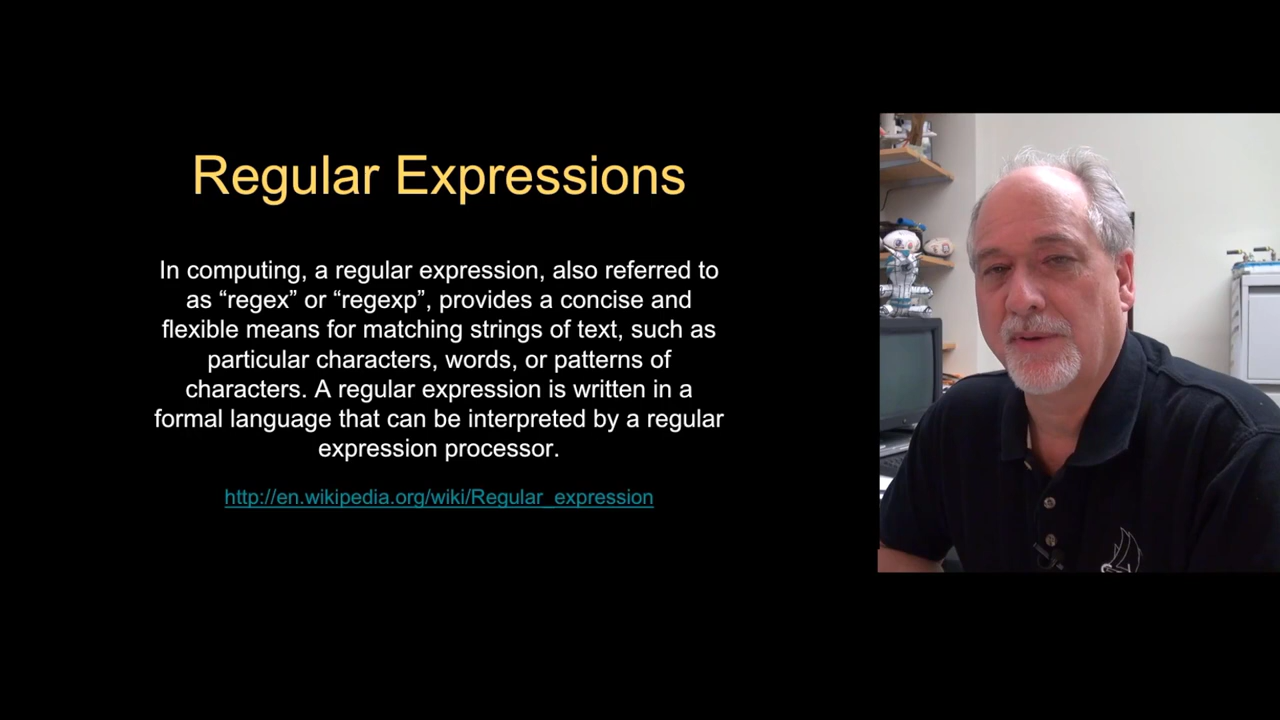 Regular Expressions
In computing, a regular expression, also referred to
as “regex” or “regexp”, provides a concise and
flexible means for matching strings of text, such as
particular characters, words, or patterns of
characters. A regular expression is written in a
formal language that can be interpreted by a regular
expression processor.
http://en.wikipedia.org/wiki/Regular_expression